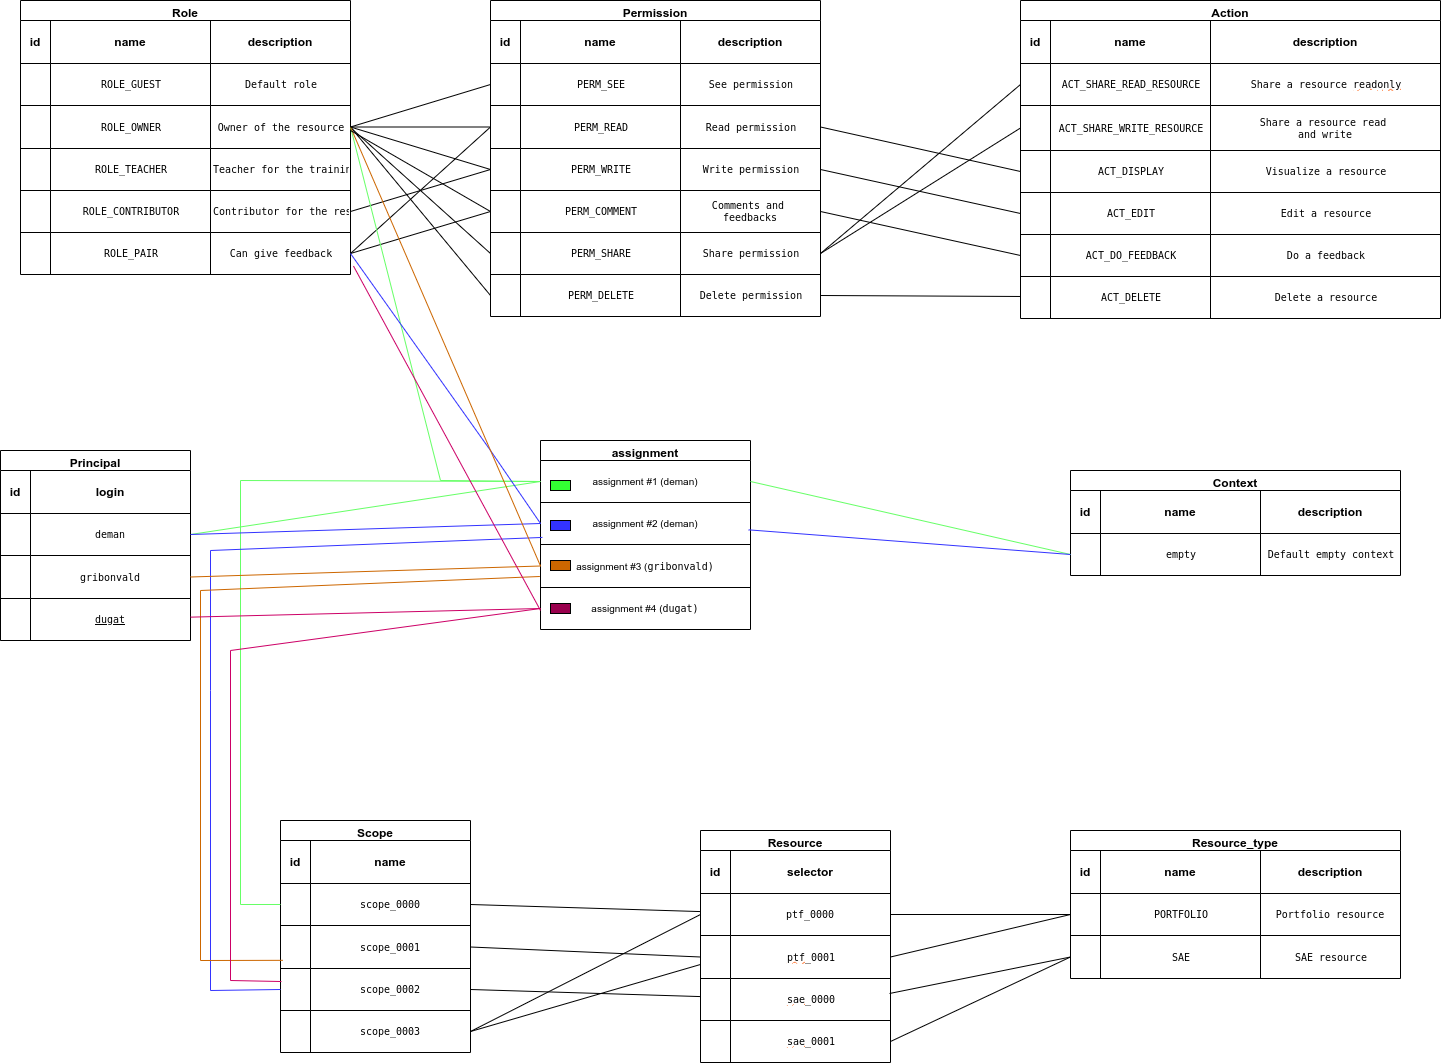 Role
id name description
ROLE_GUEST Default role
ROLE_OWNER Owner of the resource
ROLE_TEACHER Teacher for the trainin
ROLE_CONTRIBUTOR Contributor for the res
ROLE_PAIR Can give feedback
Permission
id name description
PERM_SEE See permission
PERM_READ Read permission
PERM_WRITE Write permission
PERM_COMMENT Comments and
feedbacks
PERM_SHARE Share permission
PERM_DELETE Delete permission
Action
id name description
ACT_SHARE_READ_RESOURCE Share a resource readonly
ACT_SHARE_WRITE_RESOURCE Share a resource read
and write
ACT_DISPLAY Visualize a resource
ACT_EDIT Edit a resource
ACT_DO_FEEDBACK Do a feedback
ACT_DELETE Delete a resource
Principal
id login
deman
gribonvald
dugat
assignment
assignment #1 (deman)
assignment #2 (deman)
assignment #3 (gribonvald)
assignment #4 (dugat)
Context
id name description
empty Default empty context
Scope
id name
scope_0000
scope_0001
scope_0002
scope_0003
Resource
id selector
ptf_0000
ptf_0001
sae_0000
sae_0001
Resource_type
id name description
PORTFOLIO Portfolio resource
SAE SAE resource